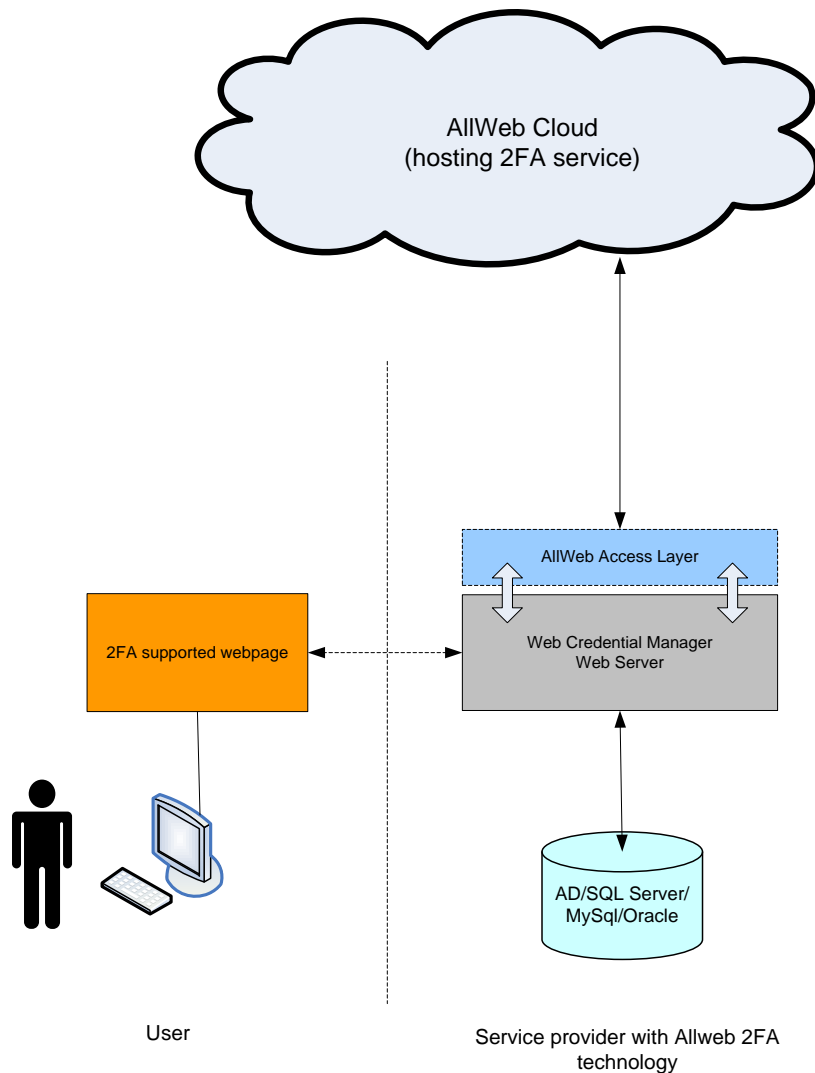 AllWeb Cloud
(hosting 2FA service)
AllWeb Access Layer
2FA supported webpage
Web Credential Manager
Web Server
AD/SQL Server/
MySql/Oracle
User
Service provider with Allweb 2FA
technology